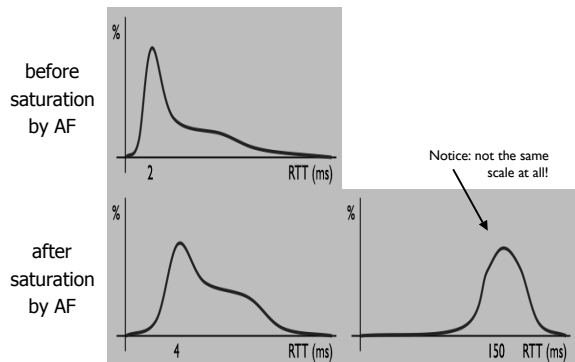 %
before
saturation
by AF
2
RTT (ms)
Notice: not the same
scale at all!
%
after
saturation
by AF
4
RTT (ms)
%
150
RTT (ms)